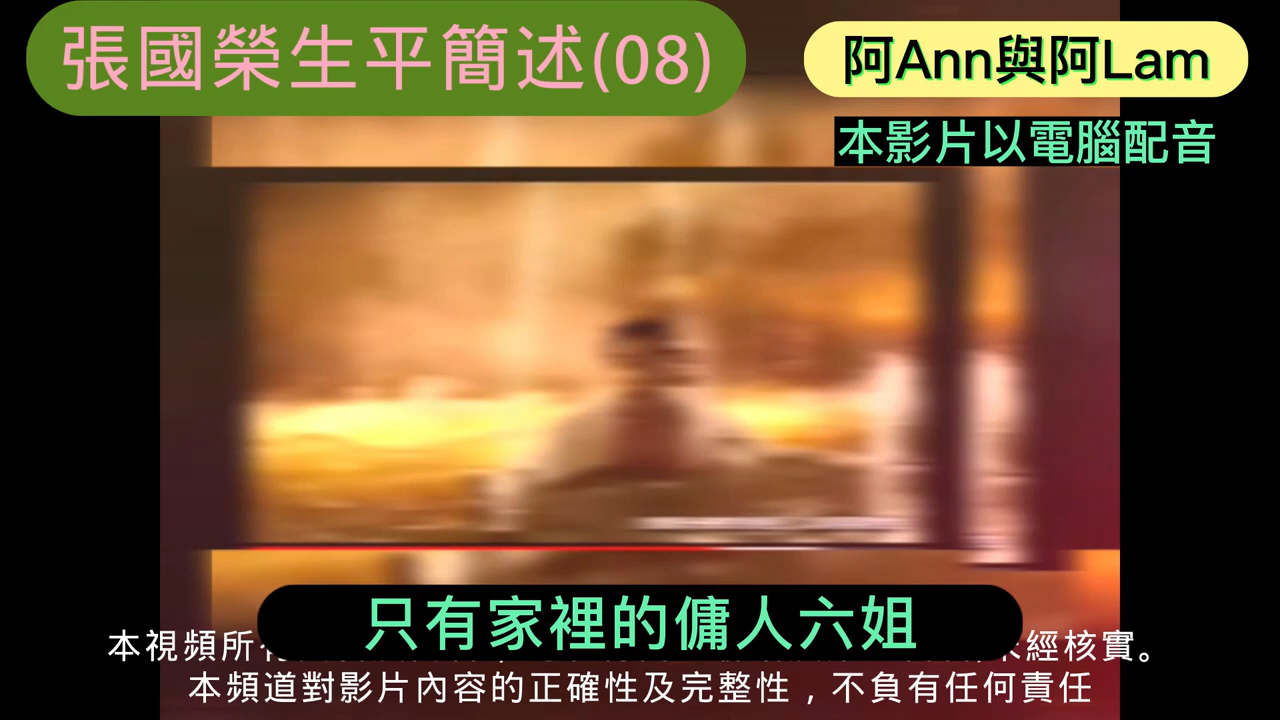 張國榮生平簡述(08)
阿Ann與阿Lam
本影片以電腦配音
只有家裡的傭人六姐
本視頻所 經核實。
本頻道對影片內容的正確性及完整性，不負有任何責任